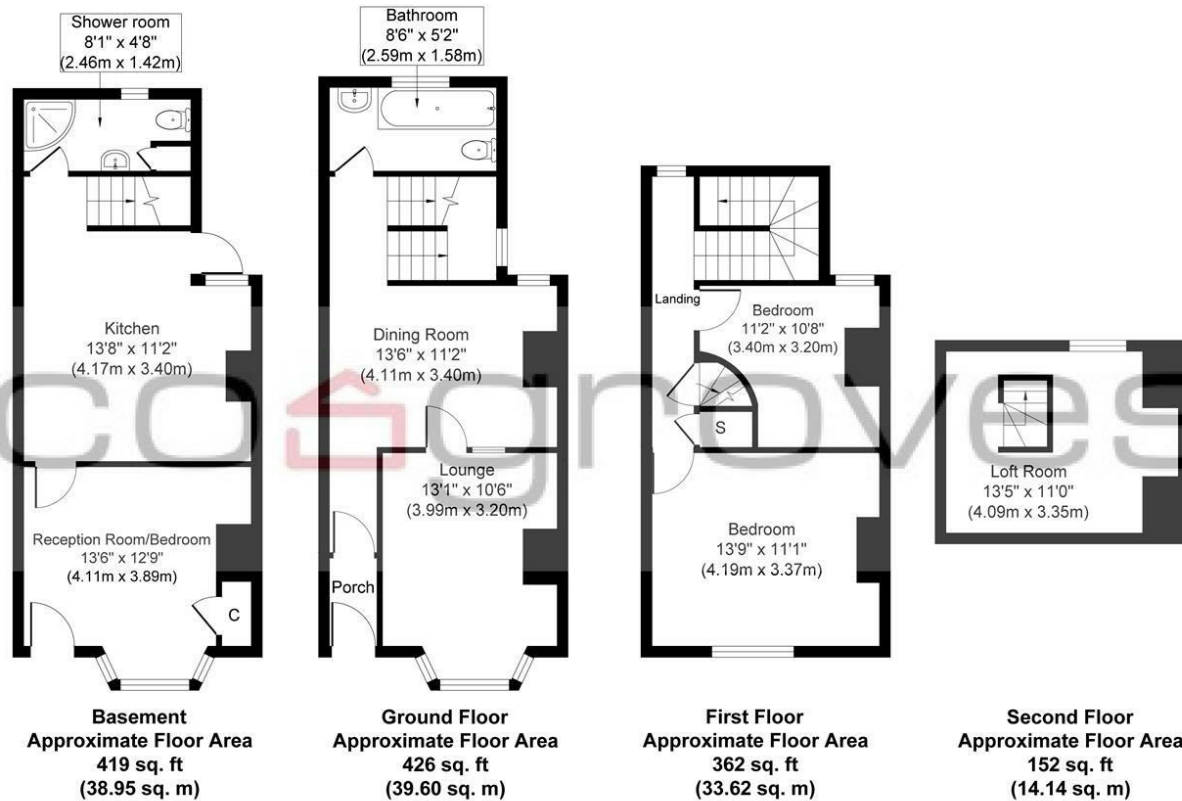 Shower room
8'1" x 4'8"
(2.46m x 1.42m)
Kitchen
13'8" x 11'2"
(4.17m x 3.40m)
Reception Room/Bedroom
13'6" x 12'9"
(4.11m x 3.89m)
C
Basement
Approximate Floor Area
419 sq. ft
(38.95 sq. m)
Bathroom
8'6" x 5'2"
(2.59m x 1.58m)
Dining Room
13'6" x 11'2"
(4.11m x 3.40m)
Lounge
13'1" x 10'6"
(3.99m x 3.20m)
Porch
Ground Floor
Approximate Floor Area
426 sq. ft
(39.60 sq. m)
Landing
Bedroom
11'2" x 10'8"
(3.40m x 3.20m)
S
Bedroom
13'9" x 11'1"
(4.19m x 3.37m)
First Floor
Approximate Floor Area
362 sq. ft
(33.62 sq. m)
Loft Room
13'5" x 11'0"
(4.09m x 3.35m)
Second Floor
Approximate Floor Area
152 sq. ft
(14.14 sq. m)
co groves